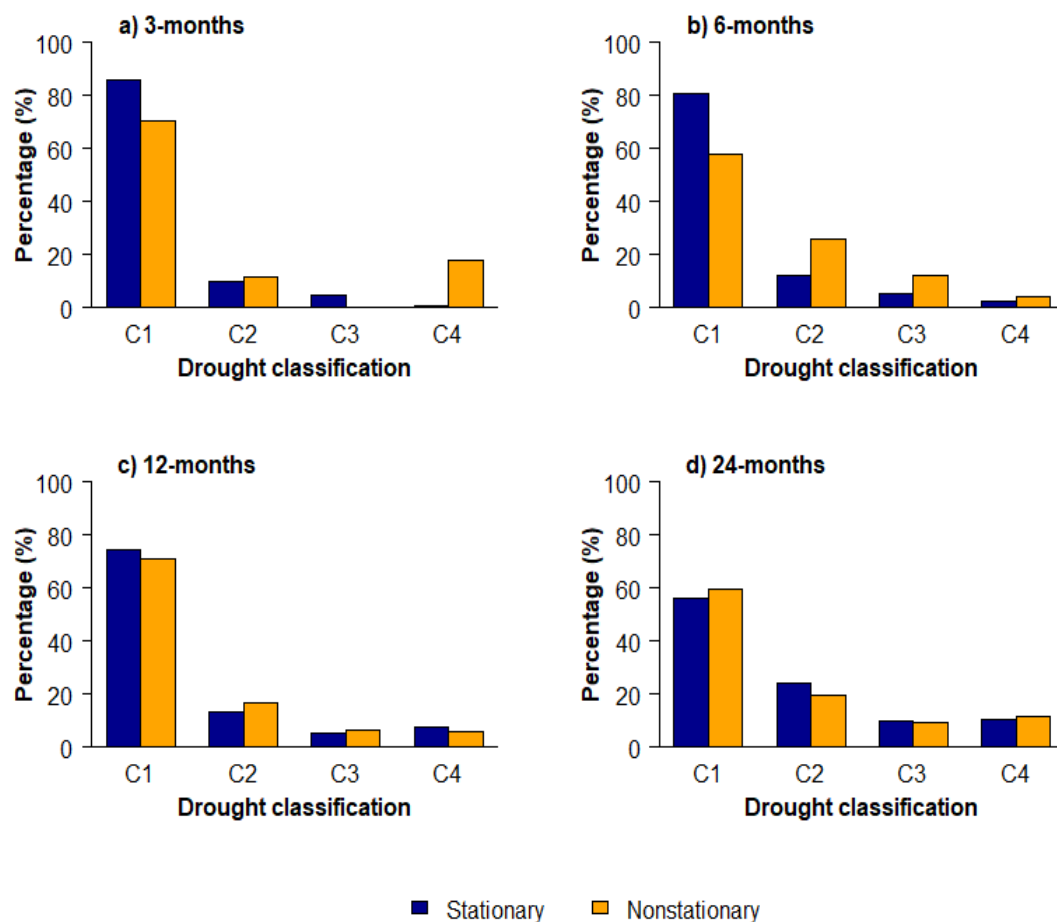 a) 3-months
100
80
60
40
20
0
Percentage (%)
C1 C2 C3 C4
Drought classification
b) 6-months
100
80
60
40
20
0
Percentage (%)
C1 C2 C3 C4
Drought classification
c) 12-months
100
80
60
40
20
0
Percentage (%)
C1 C2 C3 C4
Drought classification
d) 24-months
100
80
60
40
20
0
Percentage (%)
C1 C2 C3 C4
Drought classification
Stationary Nonstationary